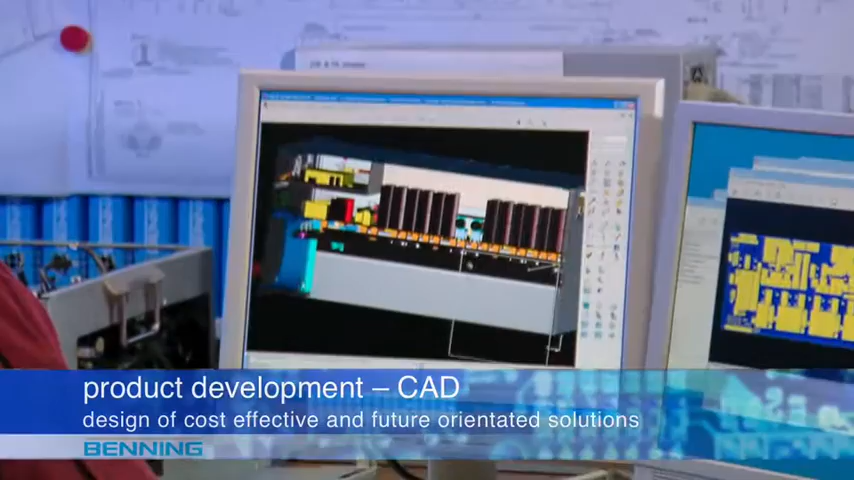 product development – CAD
design of cost effective and future orientated solutions
BENNING